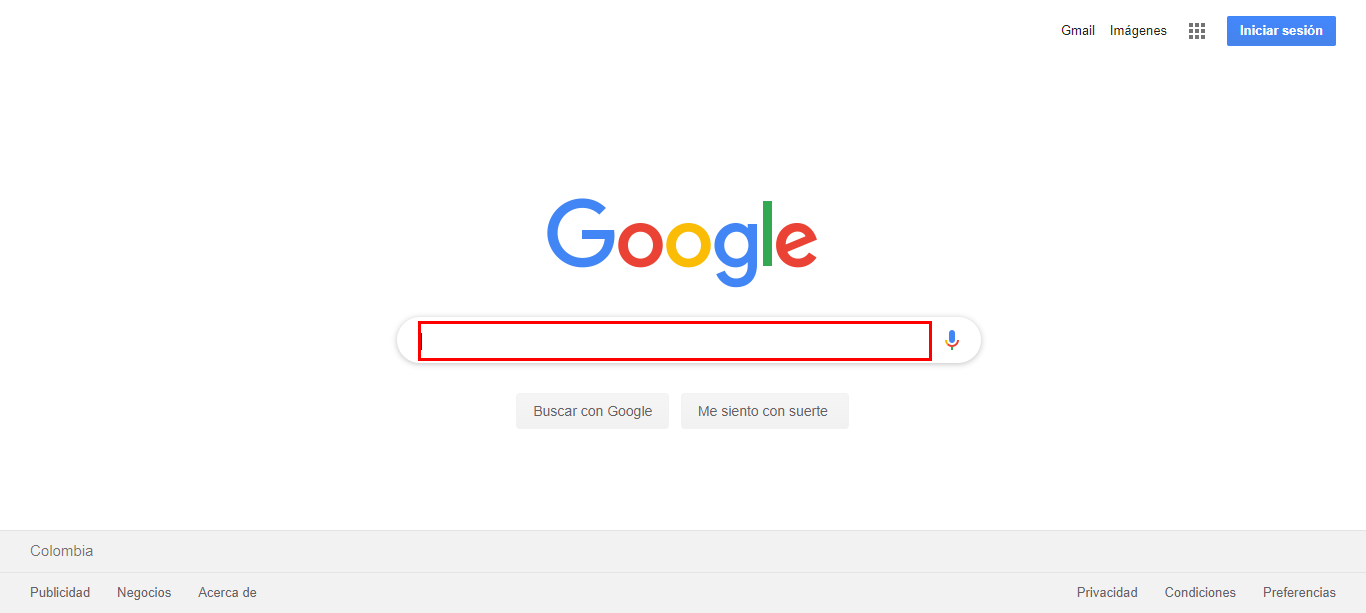 Gmail Imágenes Iniciar sesión
Google
Buscar con Google Me siento con suerte
Colombia
Publicidad Negocios Acerca de Privacidad Condiciones Preferencias